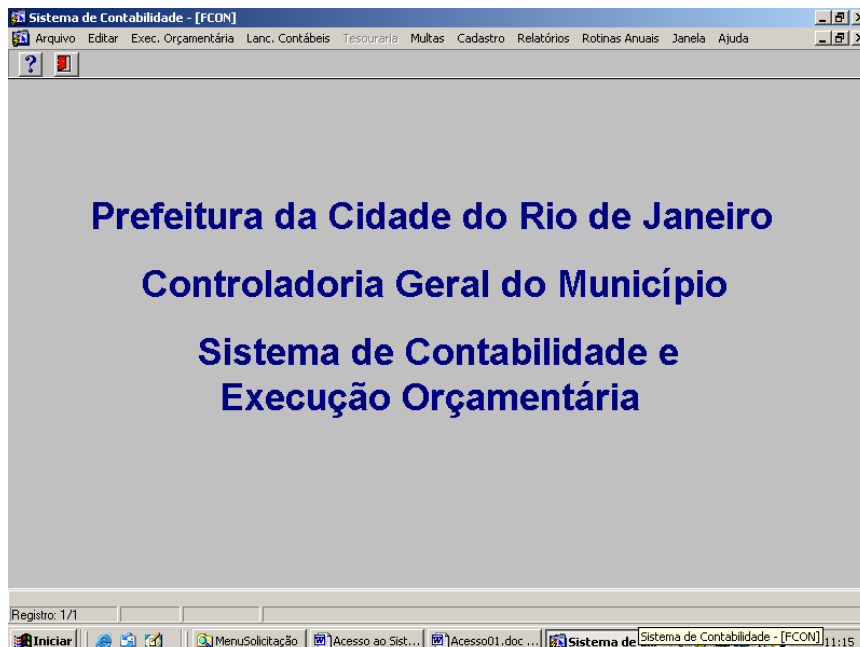 Sistema de Contabilidade - [FCON]
Arquivo Editar Exec. Orçamentária Lanc. Contábeis Tesouraria Multas Cadastro Relatórios Rotinas Anuais Janela Ajuda
?
Prefeitura da Cidade do Rio de Janeiro
Controladoria Geral do Município
Sistema de Contabilidade e
Execução Orçamentária
Registro: 1/1
Iniciar MenuSolicitação Acesso ao Sist... Acesso01.doc ... Sistema de Sistema de Contabilidade - [FCON] 11:15